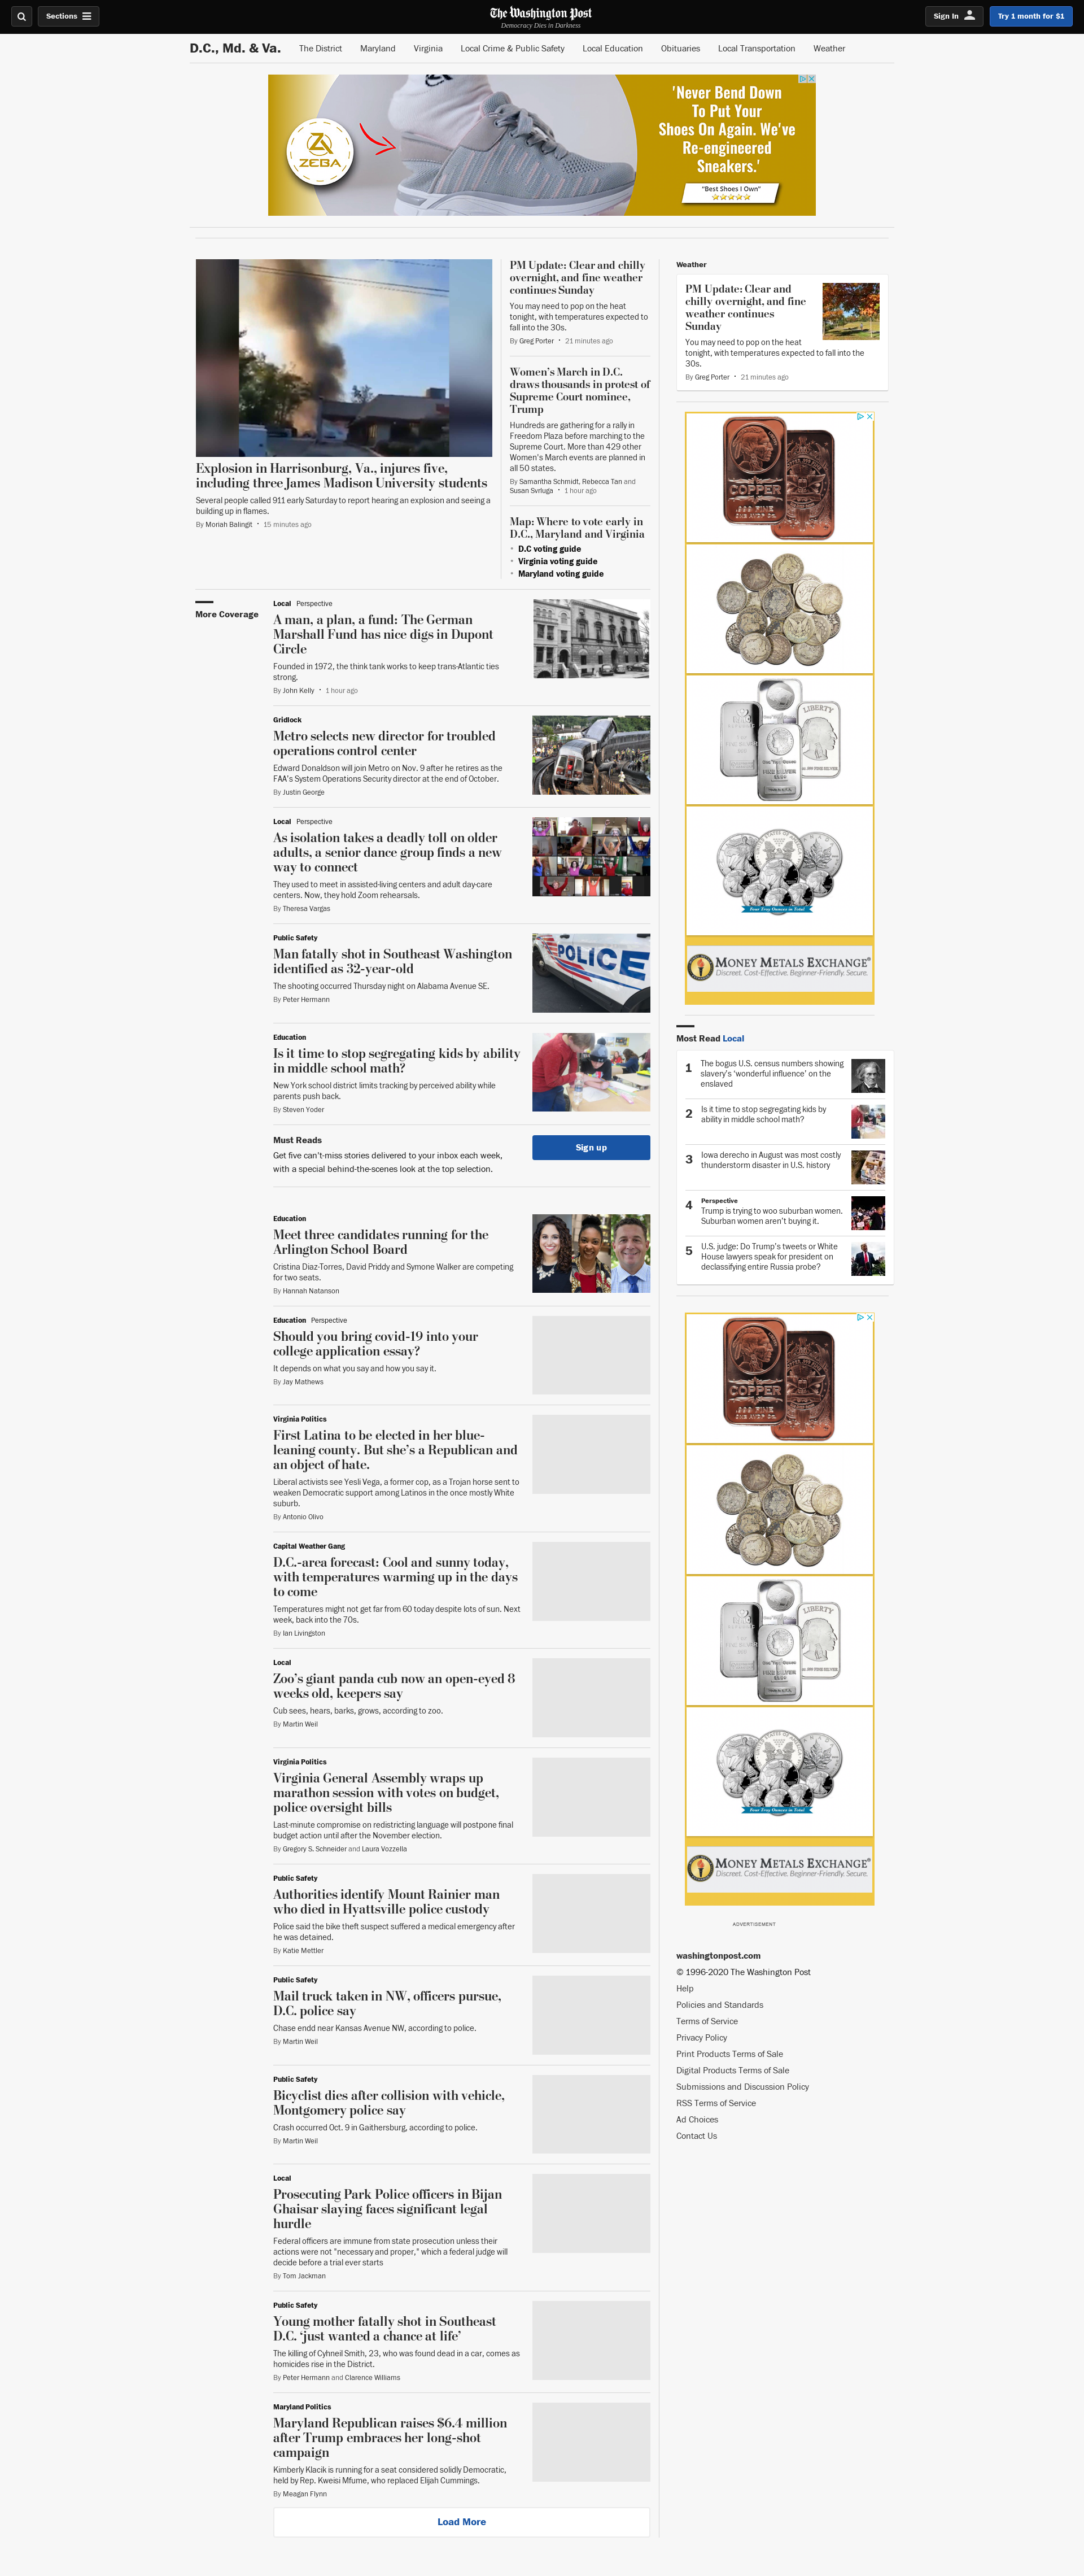 Sections
The Washington Post
Democracy Dies in Darkness
Sign In
Try 1 month for $1
D.C., Md. & Va.
The District
Maryland
Virginia
Local Crime & Public Safety
Local Education
Obituaries
Local Transportation
Weather
ZEBA
'Never Bend Down
To Put Your
Shoes On Again. We've
Re-engineered
Sneakers.'
"Best Shoes I Own"
Explosion in Harrisonburg, Va., injures five,
including three James Madison University students
Several people called 911 early Saturday to report hearing an explosion and seeing a
building up in flames.
By Moriah Balingit • 15 minutes ago
PM Update: Clear and chilly
overnight, and fine weather
continues Sunday
You may need to pop on the heat
tonight, with temperatures expected to
fall into the 30s.
By Greg Porter • 21 minutes ago
Women's March in D.C.
draws thousands in protest of
Supreme Court nominee,
Trump
Hundreds are gathering for a rally in
Freedom Plaza before marching to the
Supreme Court. More than 429 other
Women's March events are planned in
all 50 states.
By Samantha Schmidt, Rebecca Tan and
Susan Svrluga • 1 hour ago
Map: Where to vote early in
D.C., Maryland and Virginia
• D.C voting guide
• Virginia voting guide
• Maryland voting guide
Weather
PM Update: Clear and
chilly overnight, and fine
weather continues
Sunday
You may need to pop on the heat
tonight, with temperatures expected to fall into the
30s.
By Greg Porter • 21 minutes ago
More Coverage
Local Perspective
A man, a plan, a fund: The German
Marshall Fund has nice digs in Dupont
Circle
Founded in 1972, the think tank works to keep trans-Atlantic ties
strong.
By John Kelly • 1 hour ago
Gridlock
Metro selects new director for troubled
operations control center
Edward Donaldson will join Metro on Nov. 9 after he retires as the
FAA's System Operations Security director at the end of October.
By Justin George
Local Perspective
As isolation takes a deadly toll on older
adults, a senior dance group finds a new
way to connect
They used to meet in assisted-living centers and adult day-care
centers. Now, they hold Zoom rehearsals.
By Theresa Vargas
Public Safety
Man fatally shot in Southeast Washington
identified as 32-year-old
The shooting occurred Thursday night on Alabama Avenue SE.
By Peter Hermann
POLICE
Education
Is it time to stop segregating kids by ability
in middle school math?
New York school district limits tracking by perceived ability while
parents push back.
By Steven Yoder
Must Reads
Get five can't-miss stories delivered to your inbox each week,
with a special behind-the-scenes look at the top selection.
Sign up
Education
Meet three candidates running for the
Arlington School Board
Cristina Diaz-Torres, David Priddy and Symone Walker are competing
for two seats.
By Hannah Natanson
Education Perspective
Should you bring covid-19 into your
college application essay?
It depends on what you say and how you say it.
By Jay Mathews
Virginia Politics
First Latina to be elected in her blue-
leaning county. But she's a Republican and
an object of hate.
Liberal activists see Yesli Vega, a former cop, as a Trojan horse sent to
weaken Democratic support among Latinos in the once mostly White
suburb.
By Antonio Olivo
Capital Weather Gang
D.C.-area forecast: Cool and sunny today,
with temperatures warming up in the days
to come
Temperatures might not get far from 60 today despite lots of sun. Next
week, back into the 70s.
By Ian Livingston
Local
Zoo's giant panda cub now an open-eyed 8
weeks old, keepers say
Cub sees, hears, barks, grows, according to zoo.
By Martin Weil
Virginia Politics
Virginia General Assembly wraps up
marathon session with votes on budget,
police oversight bills
Last-minute compromise on redistricting language will postpone final
budget action until after the November election.
By Gregory S. Schneider and Laura Vozzella
Public Safety
Authorities identify Mount Rainier man
who died in Hyattsville police custody
Police said the bike theft suspect suffered a medical emergency after
he was detained.
By Katie Mettler
Public Safety
Mail truck taken in NW, officers pursue,
D.C. police say
Chase endd near Kansas Avenue NW, according to police.
By Martin Weil
Public Safety
Bicyclist dies after collision with vehicle,
Montgomery police say
Crash occurred Oct. 9 in Gaithersburg, according to police.
By Martin Weil
Local
Prosecuting Park Police officers in Bijan
Ghaisar slaying faces significant legal
hurdle
Federal officers are immune from state prosecution unless their
actions were not "necessary and proper," which a federal judge will
decide before a trial ever starts
By Tom Jackman
Public Safety
Young mother fatally shot in Southeast
D.C. ‘just wanted a chance at life’
The killing of Cyhneil Smith, 23, who was found dead in a car, comes as
homicides rise in the District.
By Peter Hermann and Clarence Williams
Maryland Politics
Maryland Republican raises $6.4 million
after Trump embraces her long-shot
campaign
Kimberly Klacik is running for a seat considered solidly Democratic,
held by Rep. Kweisi Mfume, who replaced Elijah Cummings.
By Meagan Flynn
Load More
COPPER
.999 FINE
ONE AVDP OZ.
LIBERTY
Four Troy Ounces in Total
MONEY METALS EXCHANGE®
Discreet. Cost-Effective. Beginner-Friendly. Secure.
Most Read Local
1 The bogus U.S. census numbers showing
slavery's ‘wonderful influence’ on the
enslaved
2 Is it time to stop segregating kids by
ability in middle school math?
3 Iowa derecho in August was most costly
thunderstorm disaster in U.S. history
4 Perspective
Trump is trying to woo suburban women.
Suburban women aren't buying it.
5 U.S. judge: Do Trump's tweets or White
House lawyers speak for president on
declassifying entire Russia probe?
COPPER
.999 FINE
ONE AVDP OZ.
LIBERTY
Four Troy Ounces in Total
MONEY METALS EXCHANGE®
Discreet. Cost-Effective. Beginner-Friendly. Secure.
ADVERTISEMENT
washingtonpost.com
© 1996-2020 The Washington Post
Help
Policies and Standards
Terms of Service
Privacy Policy
Print Products Terms of Sale
Digital Products Terms of Sale
Submissions and Discussion Policy
RSS Terms of Service
Ad Choices
Contact Us